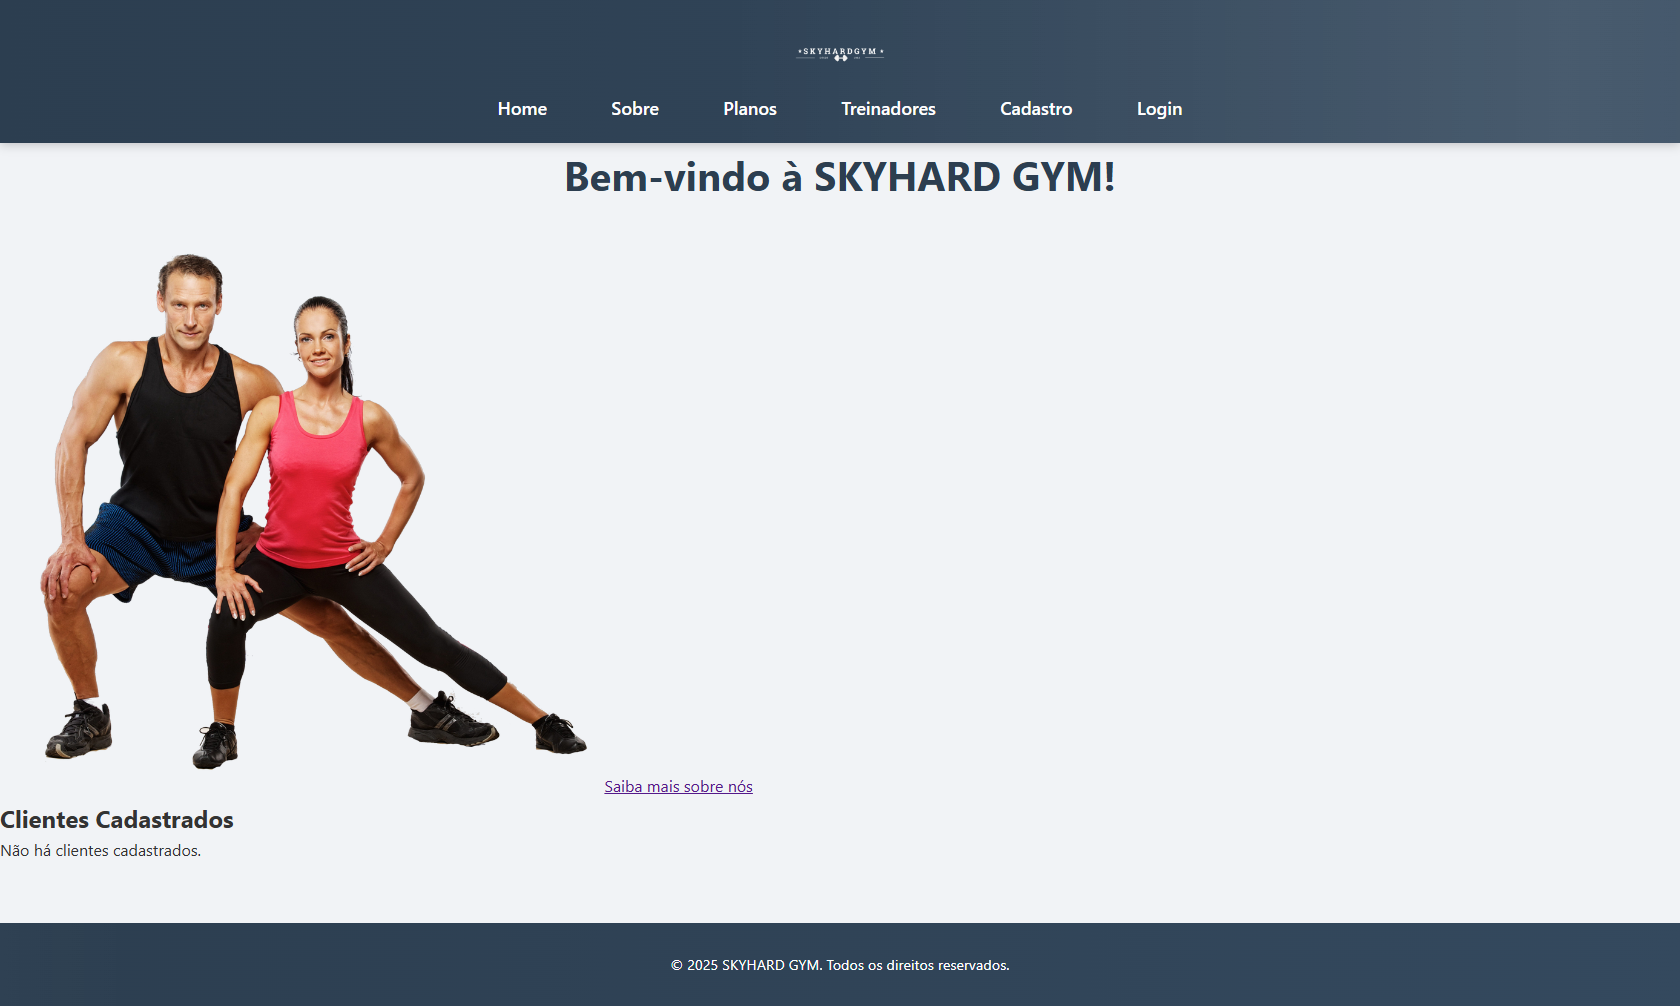 SKYHARDGYM
Home Sobre Planos Treinadores Cadastro Login
Bem-vindo à SKYHARD GYM!
Saiba mais sobre nós
Clientes Cadastrados
Não há clientes cadastrados.
© 2025 SKYHARD GYM. Todos os direitos reservados.